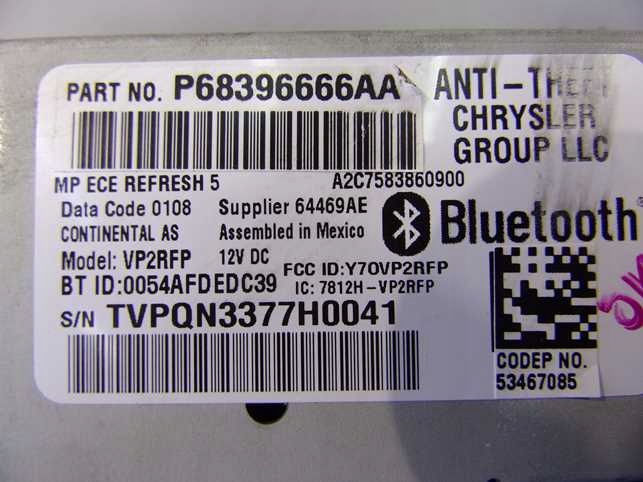 PART NO. P68396666AA
ANTI-THEFT
CHRYSLER
GROUP LLC
MP ECE REFRESH 5 A2C7583860900
Data Code 0108 Supplier 64469AE
CONTINENTAL AS Assembled in Mexico
Bluetooth®
Model: VP2RFP 12V DC
FCC ID:Y7OVP2RFP
BT ID:0054AFDEDC39 IC: 7812H-VP2RFP
S/N TVPQN3377H0041
CODEP NO.
53467085